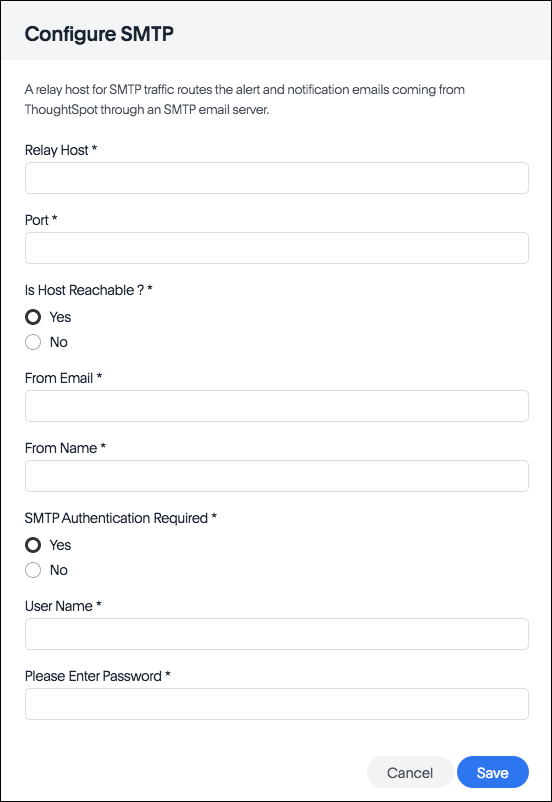 Configure SMTP
A relay host for SMTP traffic routes the alert and notification emails coming from
ThoughtSpot through an SMTP email server.
Relay Host *
Port *
Is Host Reachable ? *
Yes
No
From Email *
From Name *
SMTP Authentication Required *
Yes
No
User Name *
Please Enter Password *
Cancel Save